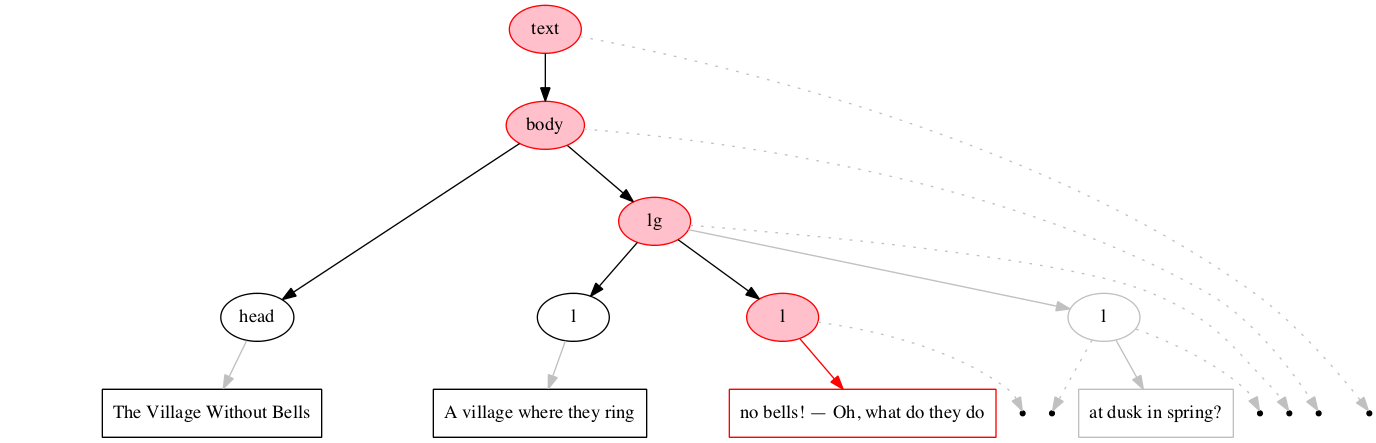 text
body
lg
head
l
l
l
The Village Without Bells
A village where they ring
no bells! — Oh, what do they do
at dusk in spring?